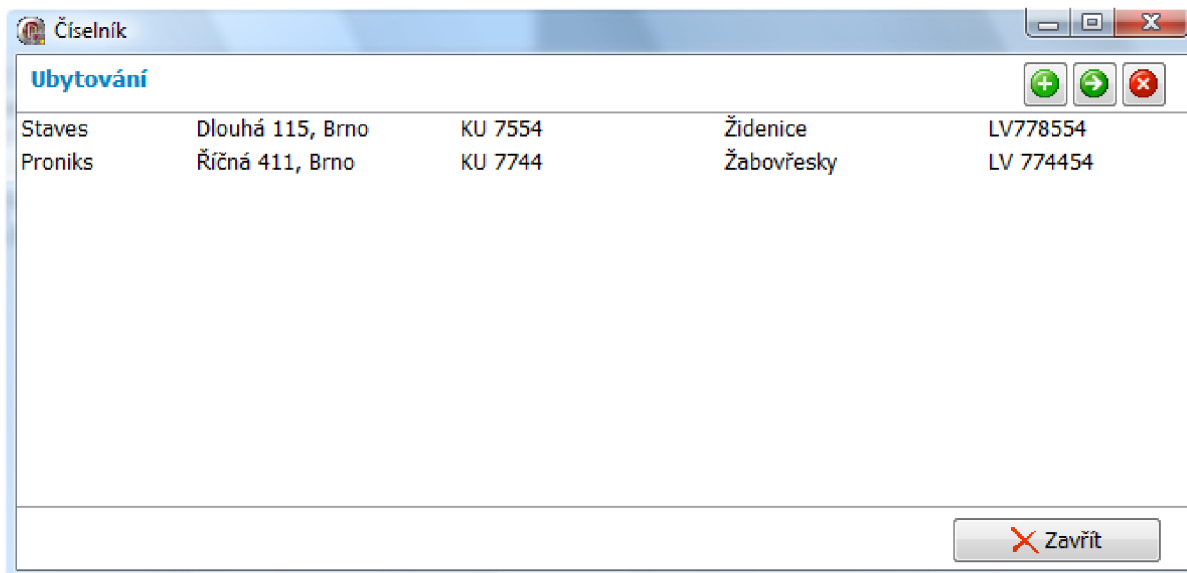 Číselník
Ubytování
Staves Dlouhá 115, Brno KU 7554 Židenice LV778554
Proniks Říčná 411, Brno KU 7744 Žabovřesky LV 774454
Zavřít